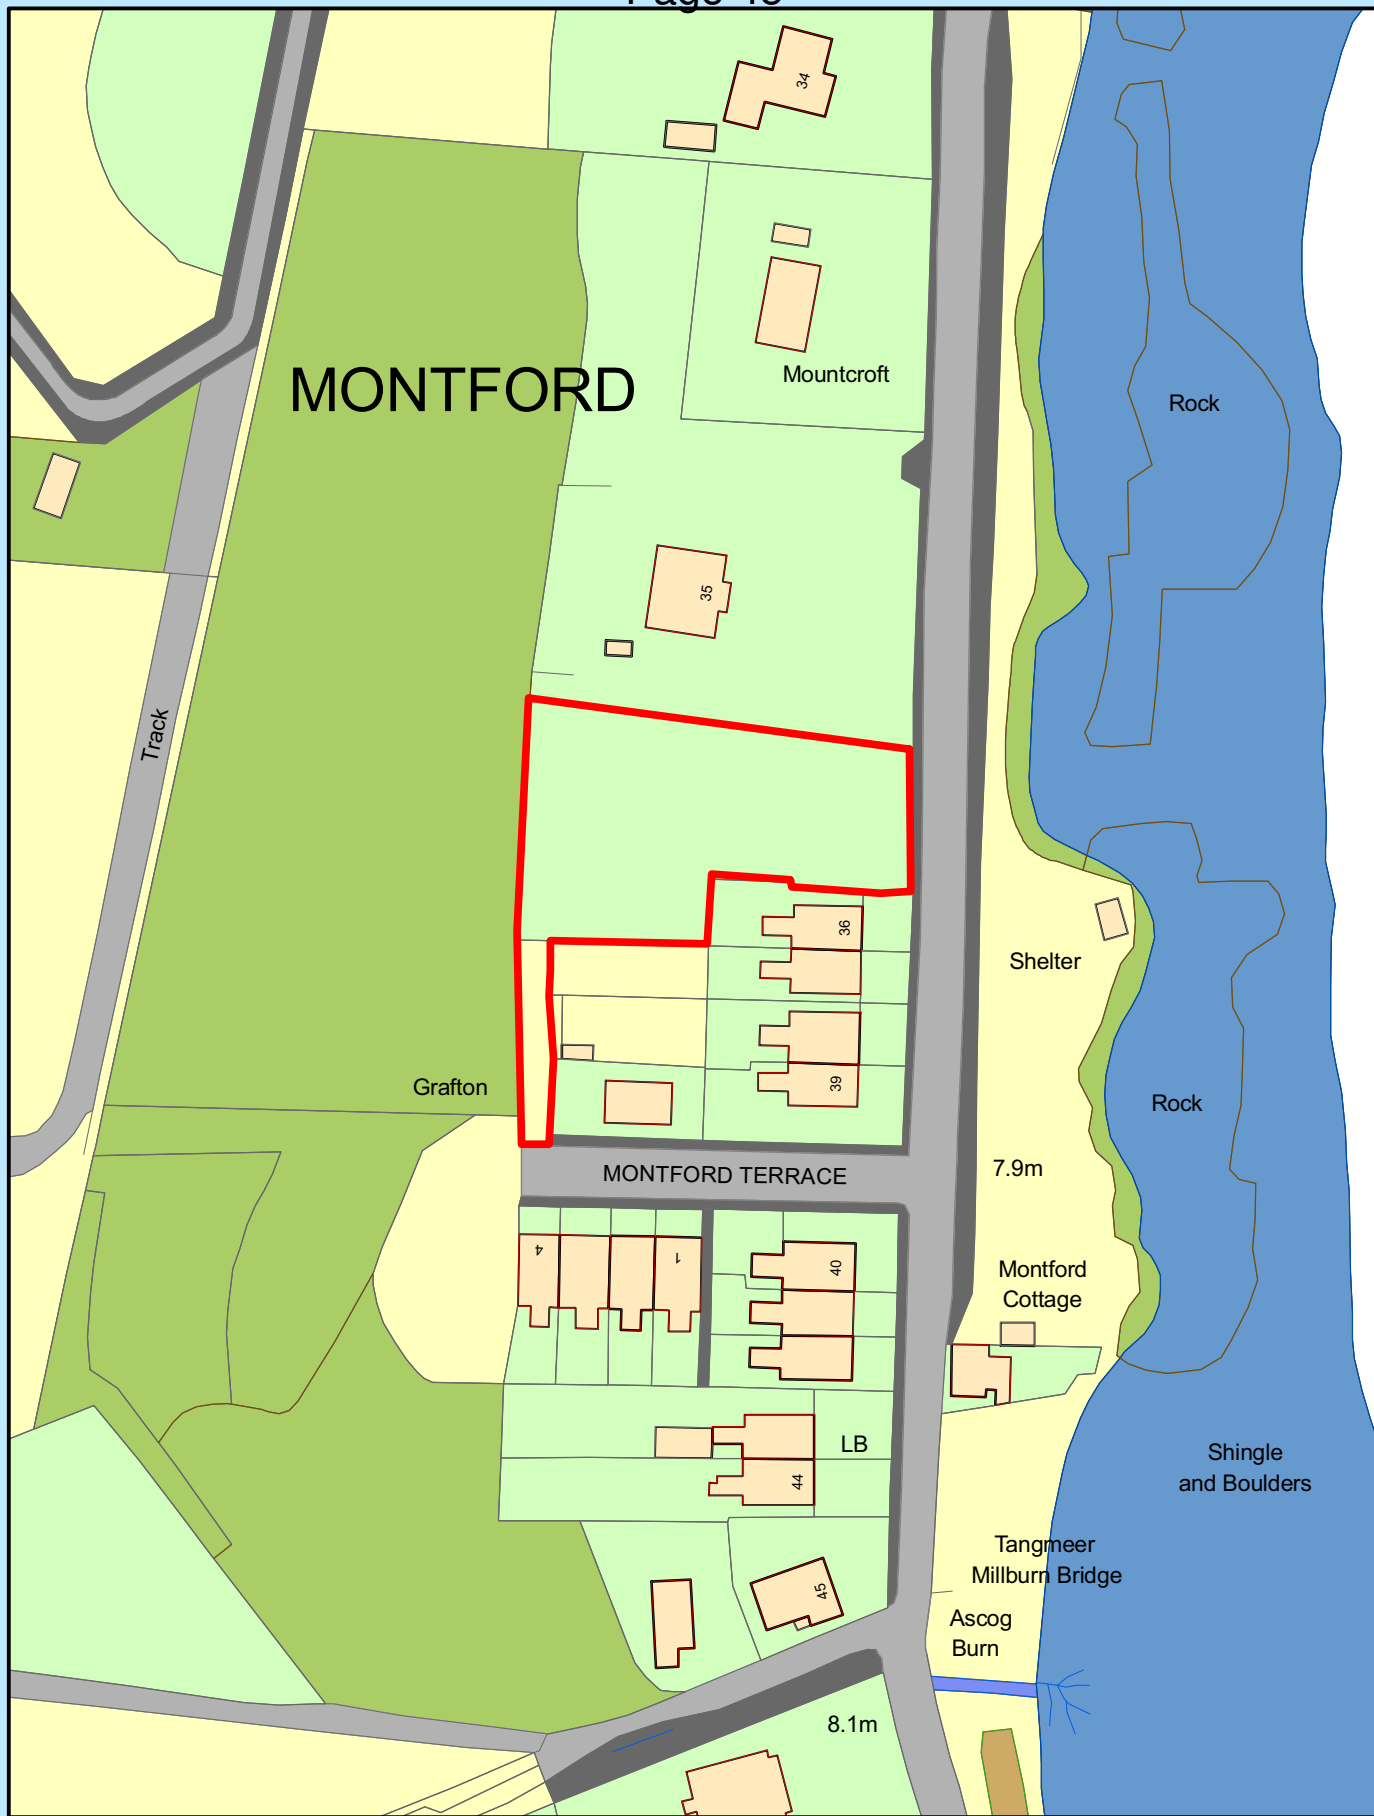 34
Mountcroft
MONTFORD
Rock
35
Track
36
Shelter
39
Grafton
Rock
MONTFORD TERRACE
7.9m
4
1
40
Montford
Cottage
LB
44
Shingle
and Boulders
Tangmeer
Millburn Bridge
45
Ascog
Burn
8.1m